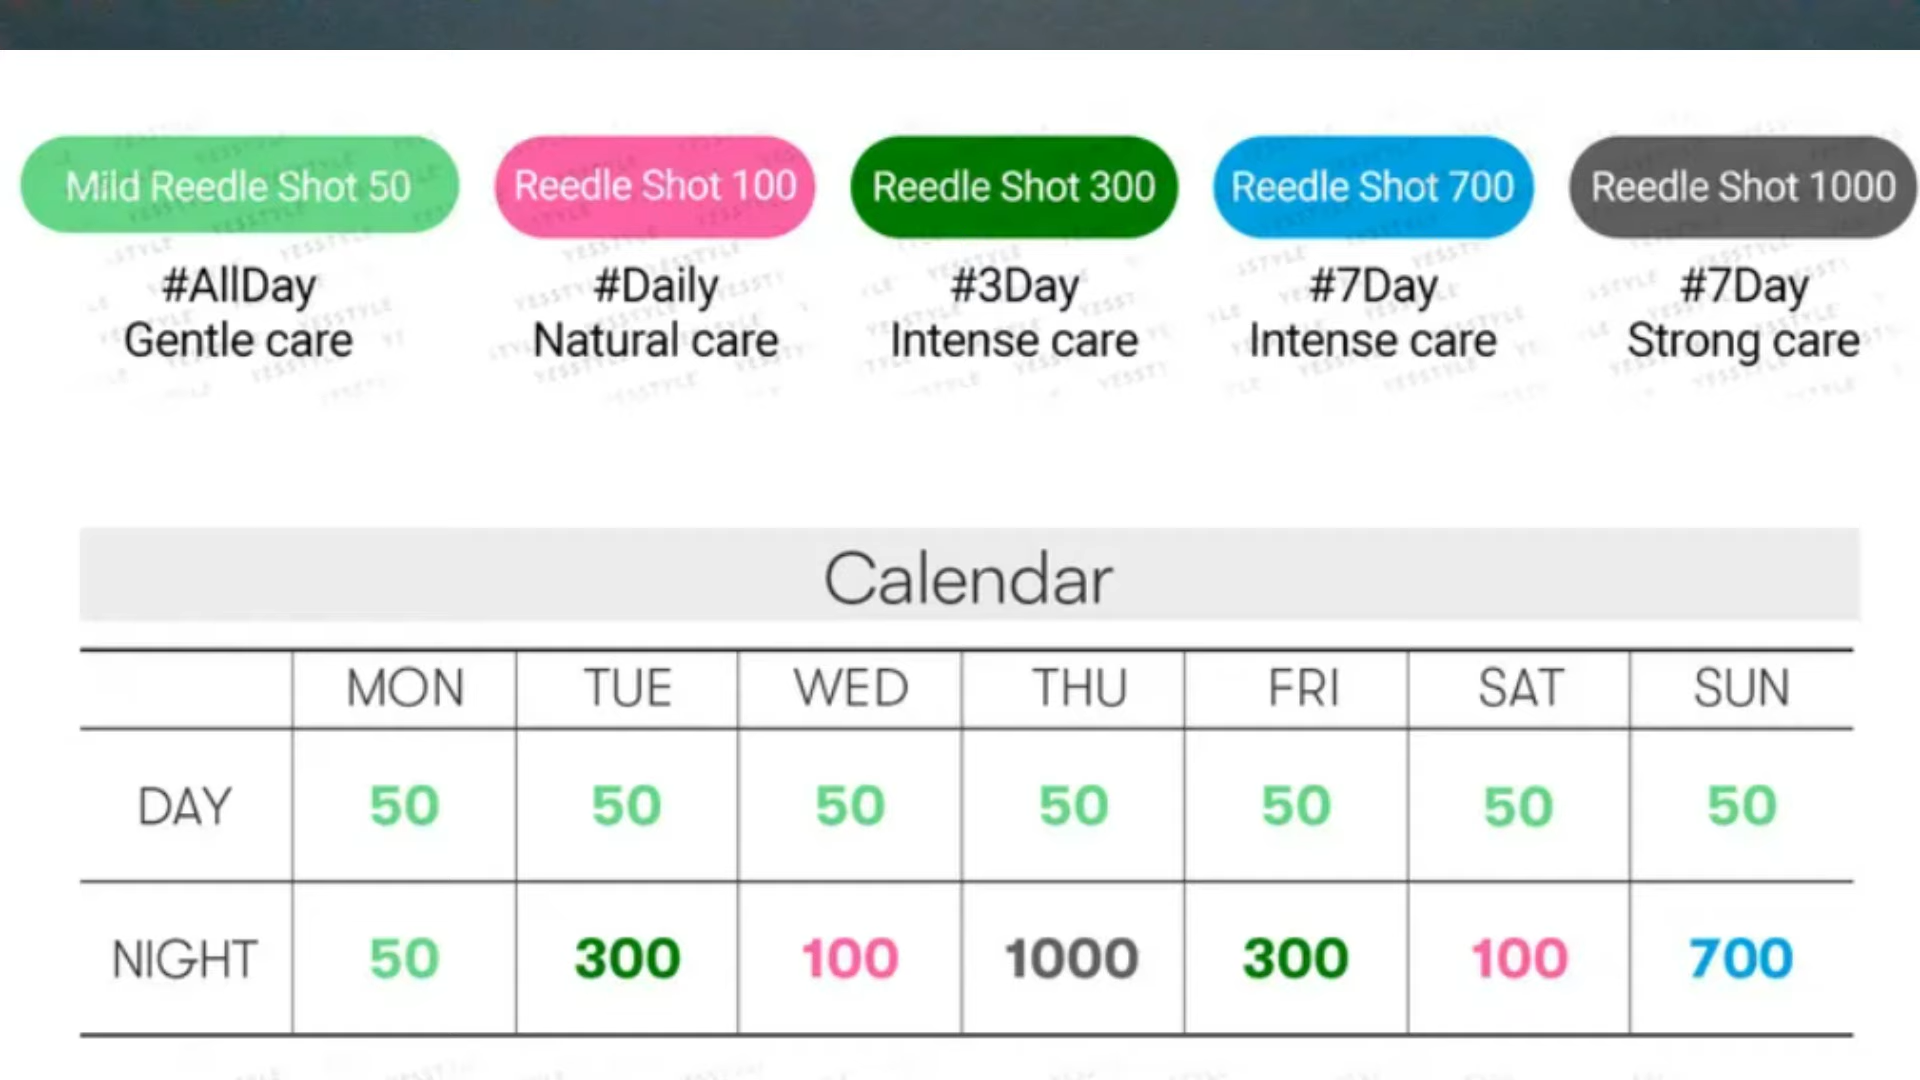 Mild Reedle Shot 50
#AllDay
Gentle care
Reedle Shot 100
#Daily
Natural care
Reedle Shot 300
#3Day
Intense care
Reedle Shot 700
#7Day
Intense care
Reedle Shot 1000
#7Day
Strong care
YESSTYLE
Calendar
MON TUE WED THU FRI SAT SUN
DAY 50 50 50 50 50 50 50
NIGHT 50 300 100 1000 300 100 700